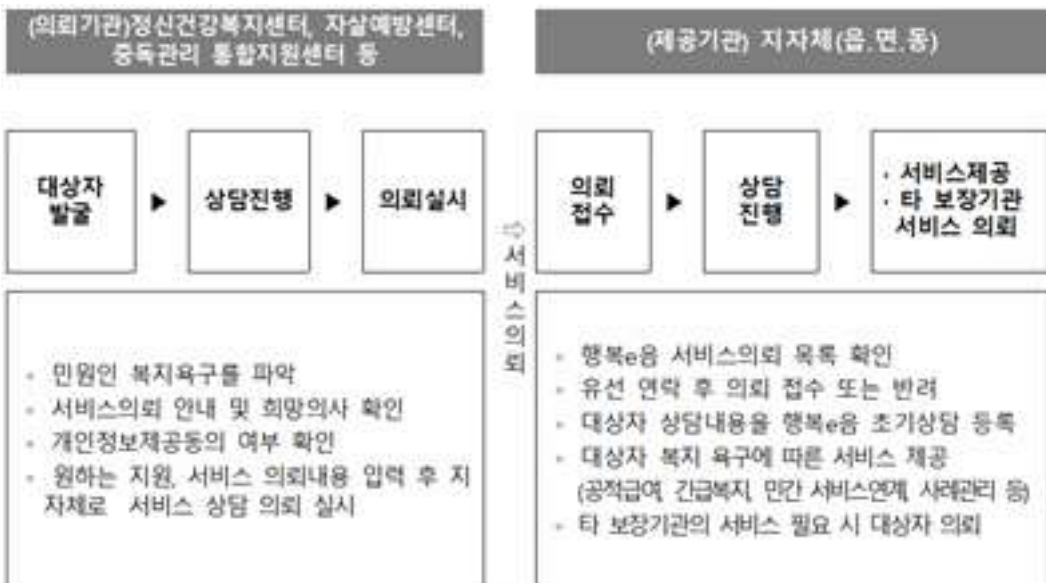 (의뢰기관)정신건강복지센터, 자살예방센터,
중독관리 통합지원센터 등
(제공기관) 지자체(읍.면.동)
대상자
발굴
▶
상담진행
▶
의뢰실시
⇨서비스의뢰
의뢰
접수
▶
상담
진행
▶
· 서비스제공
· 타 보장기관
서비스 의뢰
◦ 민원인 복지욕구를 파악
◦ 서비스의뢰 안내 및 희망의사 확인
◦ 개인정보제공동의 여부 확인
◦ 원하는 지원, 서비스 의뢰내용 입력 후 지
자체로 서비스 상담 의뢰 실시
◦ 행복e음 서비스의뢰 목록 확인
◦ 유선 연락 후 의뢰 접수 또는 반려
◦ 대상자 상담내용을 행복e음 초기상담 등록
◦ 대상자 복지 욕구에 따른 서비스 제공
(공적급여, 긴급복지, 민간 서비스연계, 사례관리 등)
◦ 타 보장기관의 서비스 필요 시 대상자 의뢰